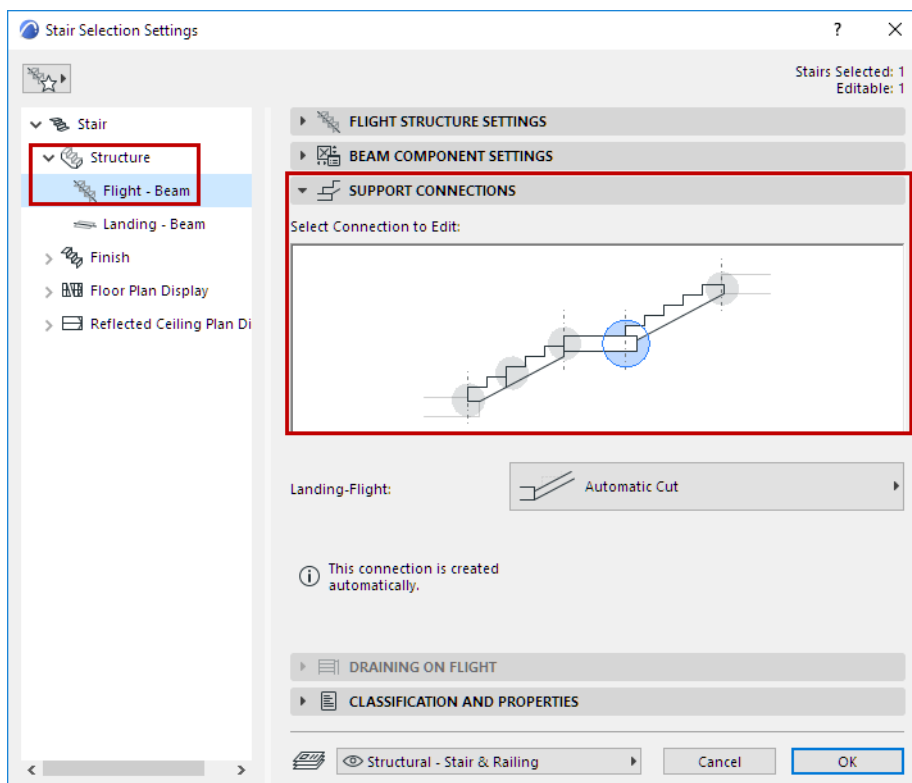 Stair Selection Settings
?
Stairs Selected: 1
Editable: 1
Stair
Structure
Flight - Beam
Landing - Beam
Finish
Floor Plan Display
Reflected Ceiling Plan Di
FLIGHT STRUCTURE SETTINGS
BEAM COMPONENT SETTINGS
SUPPORT CONNECTIONS
Select Connection to Edit:
Landing-Flight:
Automatic Cut
This connection is created
automatically.
DRAINING ON FLIGHT
CLASSIFICATION AND PROPERTIES
Structural - Stair & Railing
Cancel
OK